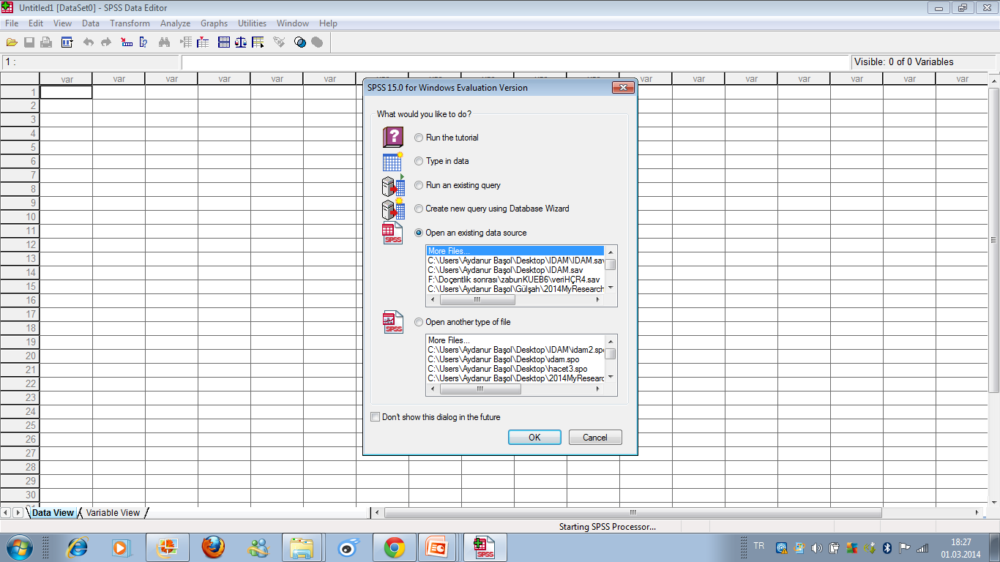 Untitled1 [DataSet0] - SPSS Data Editor
File Edit View Data Transform Analyze Graphs Utilities Window Help
1 :
Visible: 0 of 0 Variables
var var var var var var var var var var var var
SPSS 15.0 for Windows Evaluation Version
What would you like to do?
Run the tutorial
Type in data
Run an existing query
Create new query using Database Wizard
SPSS
Open an existing data source
More Files...
C:\Users\Aydanur Başol\Desktop\IDAM\IDAM.sav
C:\Users\Aydanur Başol\Desktop\IDAM.sav
F:\Doçentlik sonrası\zabunKUEB6\veriHÇR4.sav
C:\Users\Aydanur Başol\Gülşah\2014MyResearch
SPSS
Open another type of file
More Files...
C:\Users\Aydanur Başol\Desktop\IDAM\idam2.spo
C:\Users\Aydanur Başol\Desktop\idam.spo
C:\Users\Aydanur Başol\Desktop\hacet3.spo
C:\Users\Aydanur Başol\Desktop\2014MyResearc
Don't show this dialog in the future
OK Cancel
1
2
3
4
5
6
7
8
9
10
11
12
13
14
15
16
17
18
19
20
21
22
23
24
25
26
27
28
29
30
Data View Variable View
Starting SPSS Processor...
SPSS
TR
18:27
01.03.2014